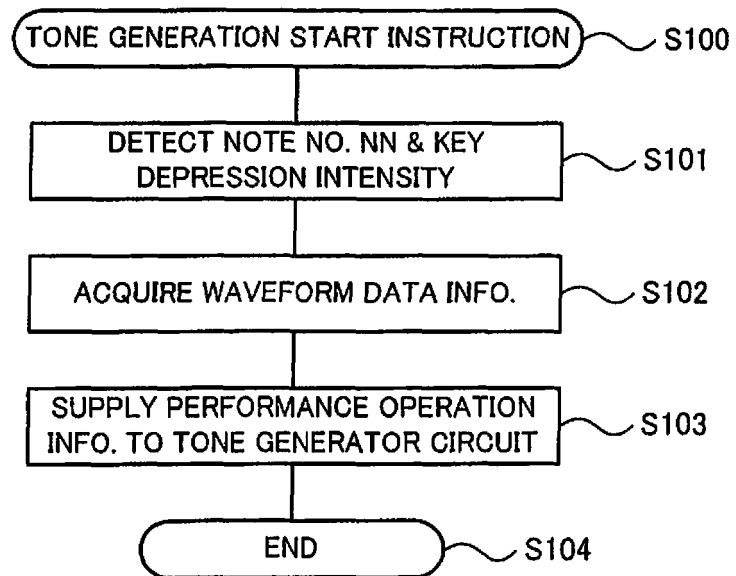 TONE GENERATION START INSTRUCTION
S100
DETECT NOTE NO. NN & KEY
DEPRESSION INTENSITY
S101
ACQUIRE WAVEFORM DATA INFO.
S102
SUPPLY PERFORMANCE OPERATION
INFO. TO TONE GENERATOR CIRCUIT
S103
END
S104